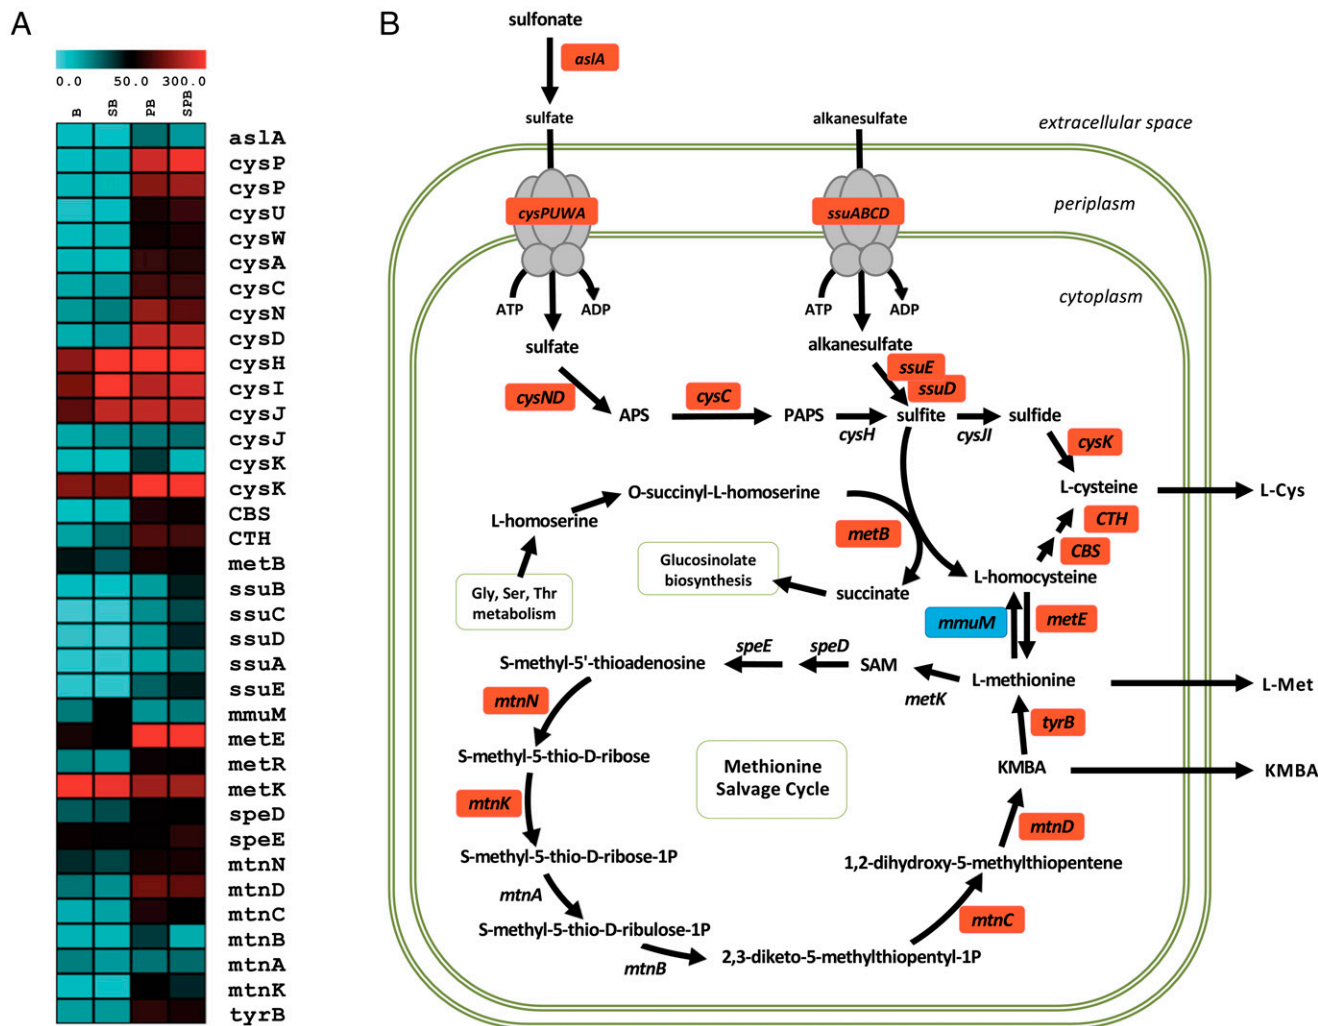 A
0.0 50.0 300.0
B SB PB SPB
aslA
cysP
cysP
cysU
cysW
cysA
cysC
cysN
cysD
cysH
cysI
cysJ
cysJ
cysK
cysK
CBS
CTH
metB
ssuB
ssuC
ssuD
ssuA
ssuE
mmuM
metE
metR
metK
speD
speE
mtnN
mtnD
mtnC
mtnB
mtnA
mtnK
tyrB
B
sulfonate
aslA
sulfate
alkanesulfate
extracellular space
cysPUWA
ssuABCD
periplasm
cytoplasm
ATP
ADP
ATP
ADP
sulfate
alkanesulfate
ssuE
ssuD
cysND
cysC
APS
PAPS
cysH
sulfite
cysJI
sulfide
cysK
L-cysteine
L-Cys
O-succinyl-L-homoserine
L-homoserine
metB
CTH
CBS
Glucosinolate
biosynthesis
Gly, Ser, Thr
metabolism
succinate
L-homocysteine
mmuM
metE
S-methyl-5'-thioadenosine
speE
speD
SAM
metK
L-methionine
L-Met
mtnN
tyrB
S-methyl-5-thio-D-ribose
Methionine
Salvage Cycle
KMBA
KMBA
mtnK
mtnD
S-methyl-5-thio-D-ribose-1P
1,2-dihydroxy-5-methylthiopentene
mtnA
mtnC
S-methyl-5-thio-D-ribulose-1P
mtnB
2,3-diketo-5-methylthiopentyl-1P